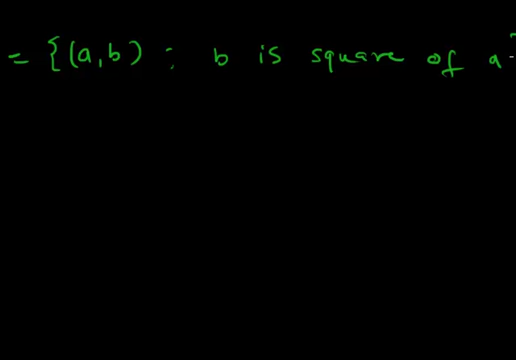 = {(a,b) : b is square of a}